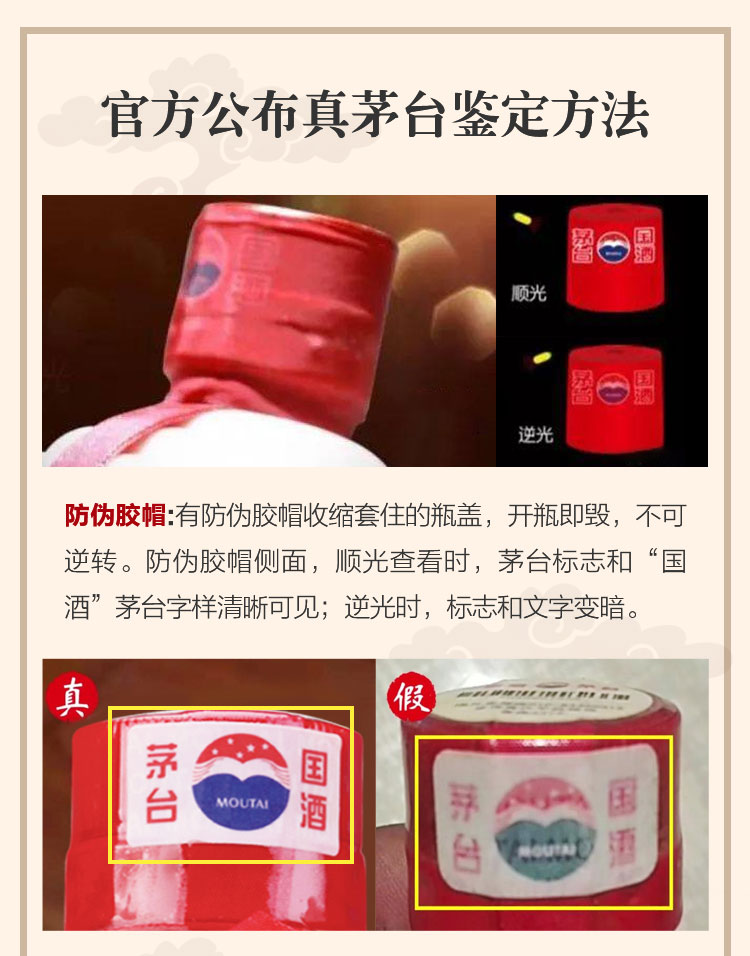 官方公布真茅台鉴定方法
茅台 MOUTAI 国酒
顺光
茅台 MOUTAI 国酒
逆光
防伪胶帽:有防伪胶帽收缩套住的瓶盖，开瓶即毁，不可
逆转。防伪胶帽侧面，顺光查看时，茅台标志和“国
酒”茅台字样清晰可见；逆光时，标志和文字变暗。
真
茅台 MOUTAI 国酒
假
茅台 MOUTAI 国酒